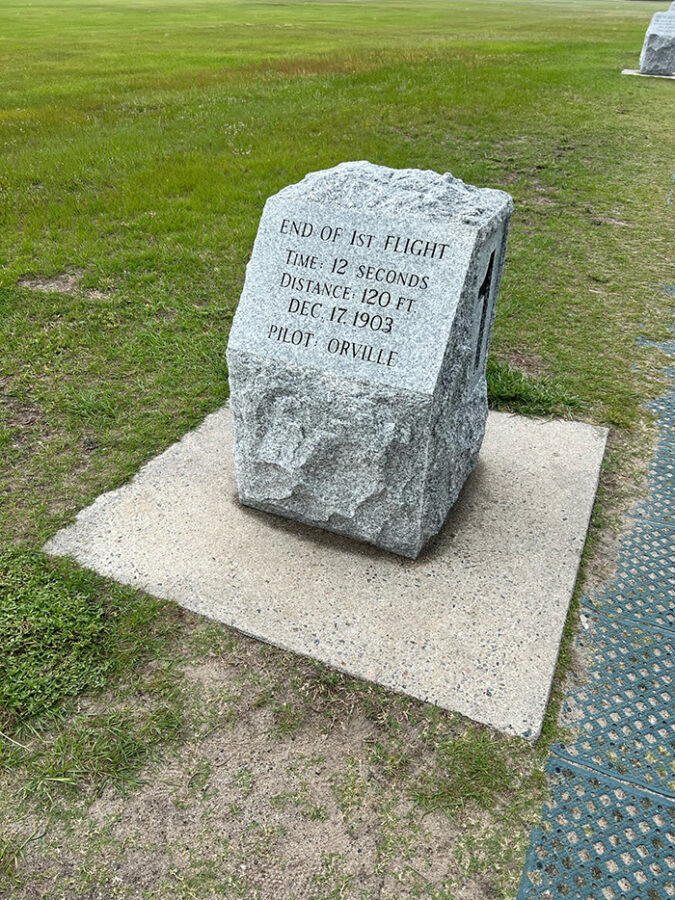 END OF 1ST FLIGHT
TIME: 12 SECONDS
DISTANCE: 120 FT.
DEC. 17, 1903
PILOT: ORVILLE